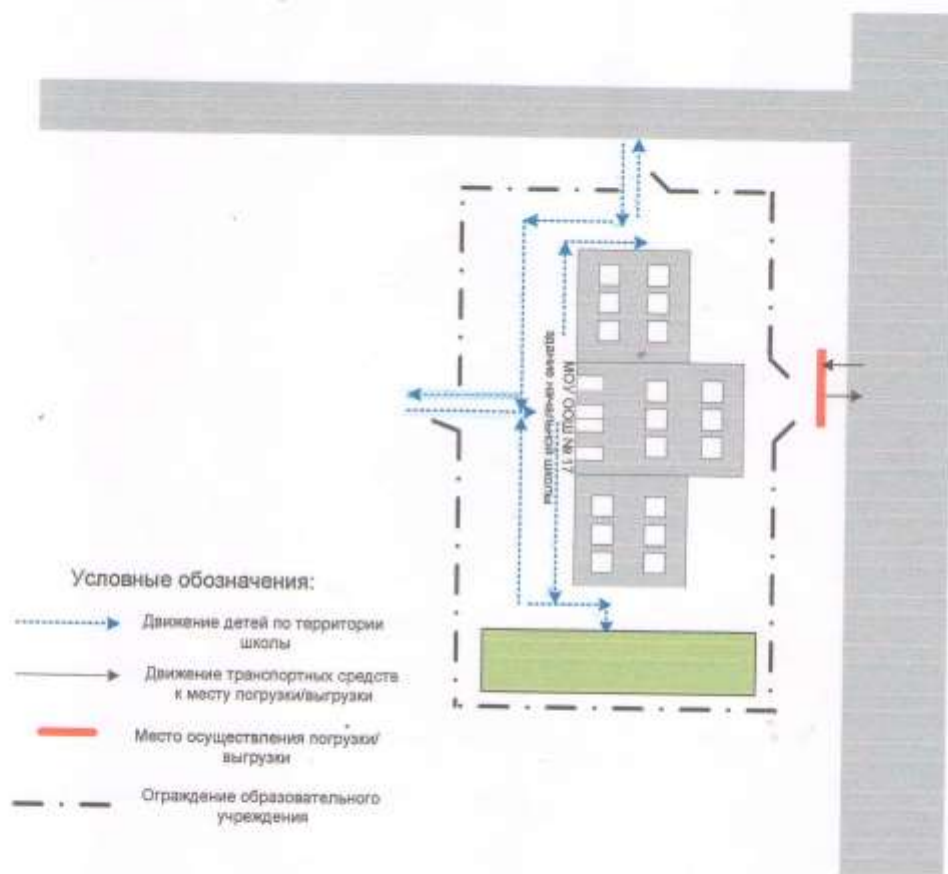 МОУ ООШ № 17
здание начальной школы
Условные обозначения:
Движение детей по территории
школы
Движение транспортных средств
к месту погрузки/выгрузки
Место осуществления погрузки/
выгрузки
Ограждение образовательного
учреждения